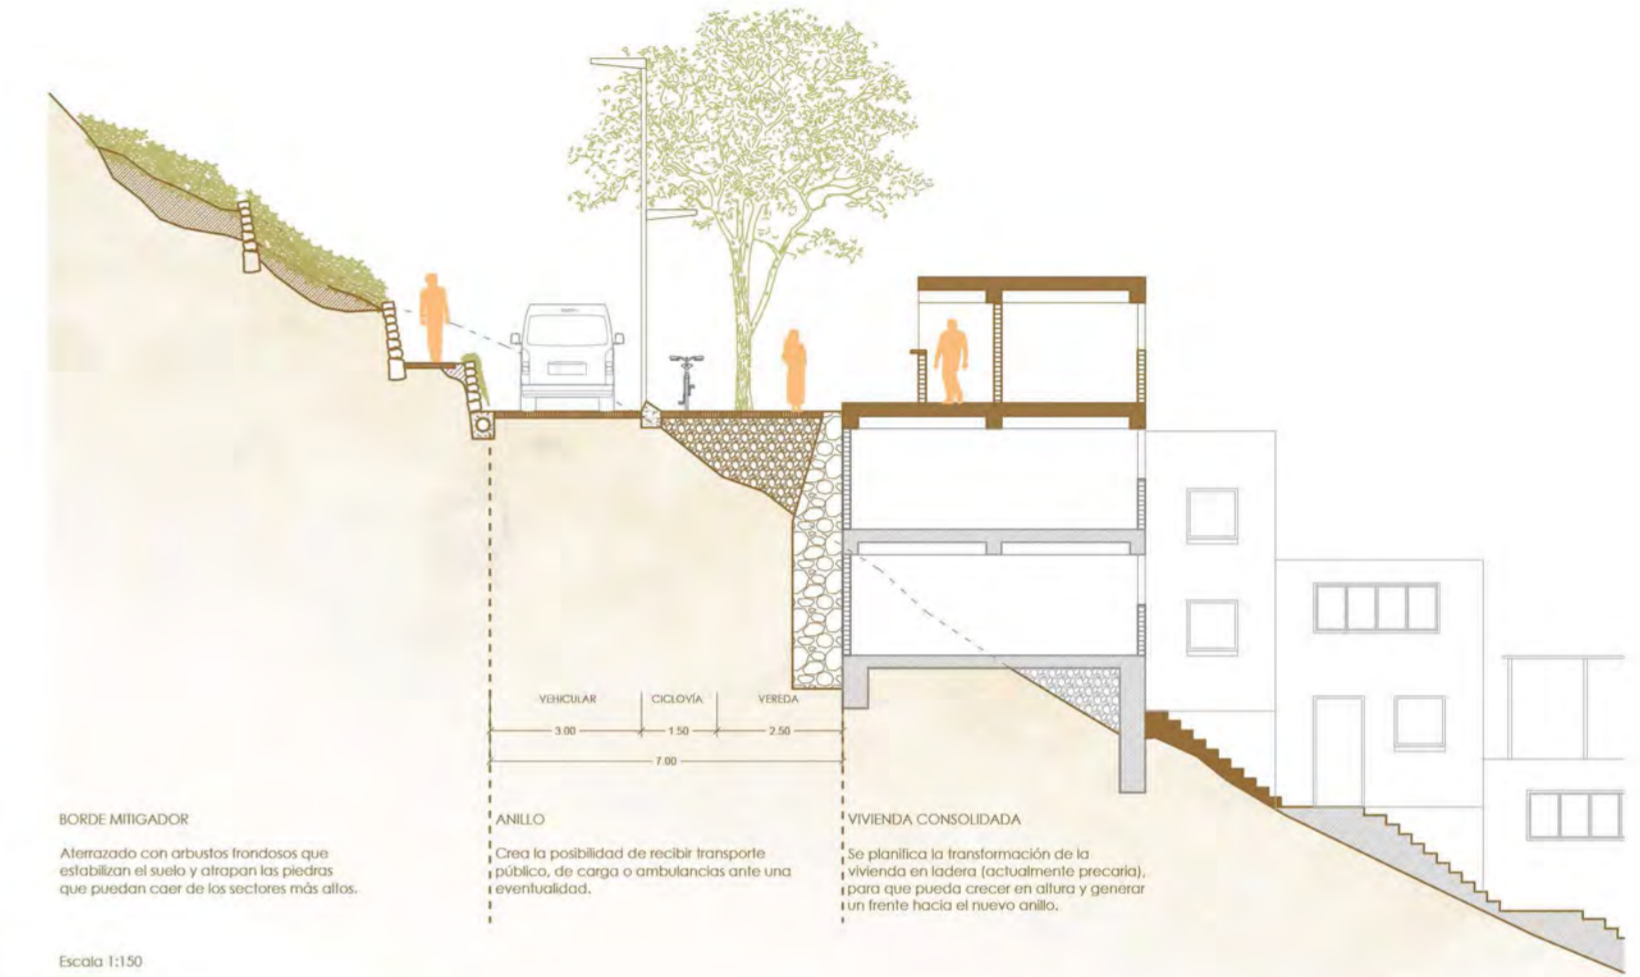 VEHICULAR
CICLOVÍA
VEREDA
3.00
1.50
2.50
7.00
BORDE MITIGADOR
Aterrazado con arbustos frondosos que
estabilizan el suelo y atrapan las piedras
que puedan caer de los sectores más altos.
ANILLO
Crea la posibilidad de recibir transporte
público, de carga o ambulancias ante una
eventualidad.
VIVIENDA CONSOLIDADA
Se planifica la transformación de la
vivienda en ladera (actualmente precaria),
para que pueda crecer en altura y generar
un frente hacia el nuevo anillo.
Escala 1:150